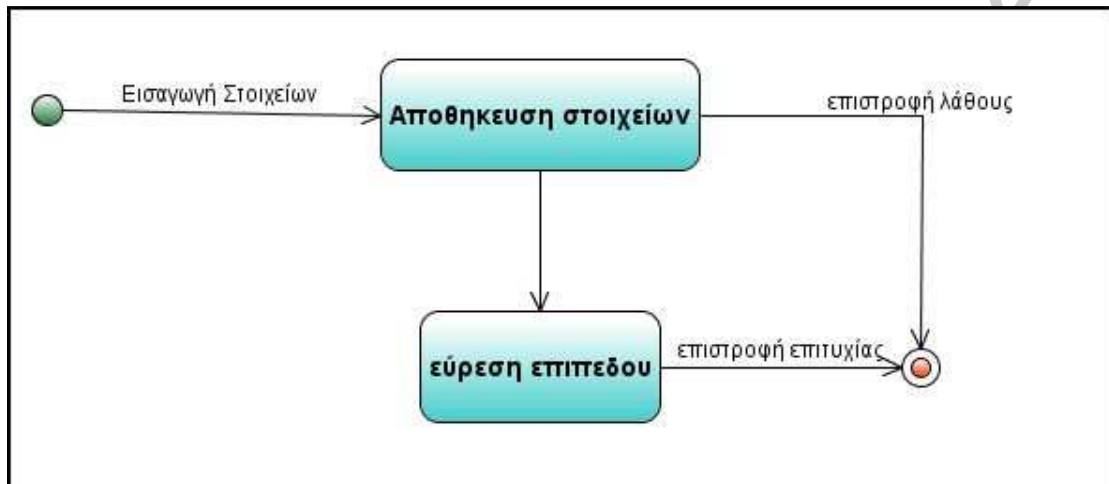 Εισαγωγή Στοιχείων
Αποθηκευση στοιχείων
επιστροφή λάθους
εύρεση επιπεδου
επιστροφή επιτυχίας